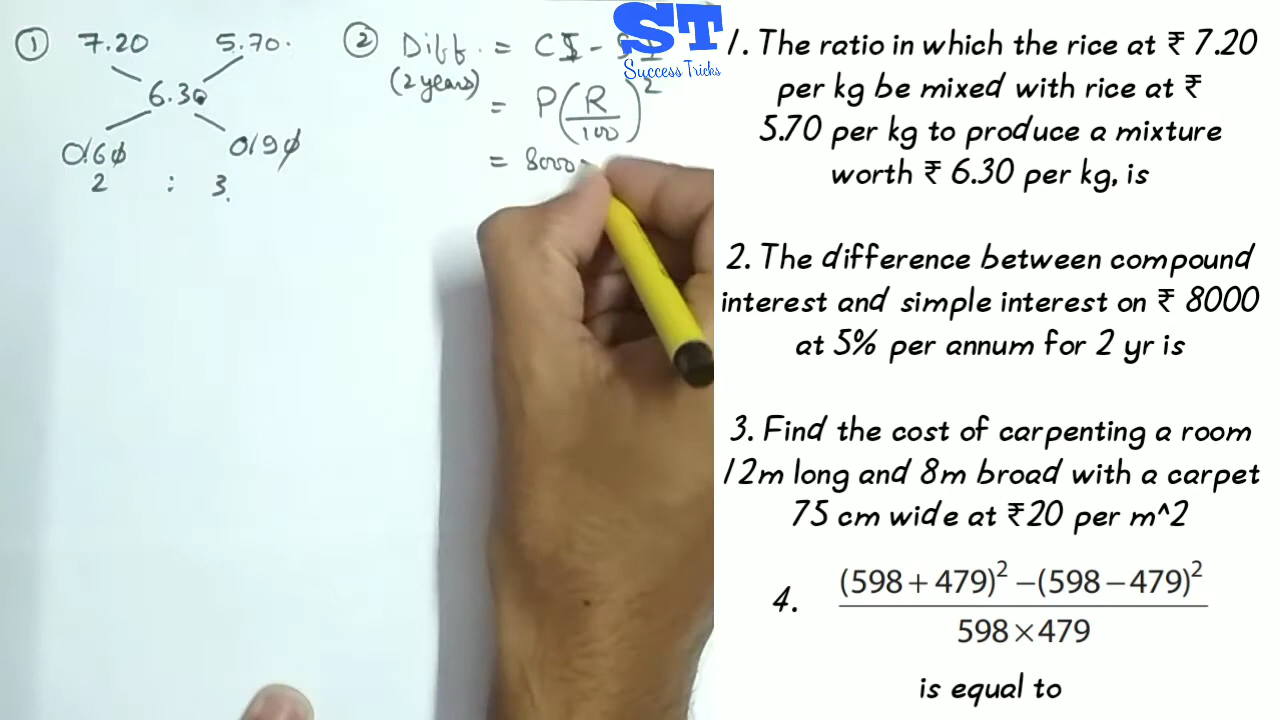 ① 7.20 5.70.
6.30
0.60 0.90
2 : 3.
② Diff. = CI - SI
(2 years)
= P(R/100)²
= 8000
ST
Success Tricks
1. The ratio in which the rice at ₹ 7.20
per kg be mixed with rice at ₹
5.70 per kg to produce a mixture
worth ₹ 6.30 per kg, is
2. The difference between compound
interest and simple interest on ₹ 8000
at 5% per annum for 2 yr is
3. Find the cost of carpenting a room
12m long and 8m broad with a carpet
75 cm wide at ₹20 per m^2
4. (598 + 479)² − (598 − 479)²
598 × 479
is equal to